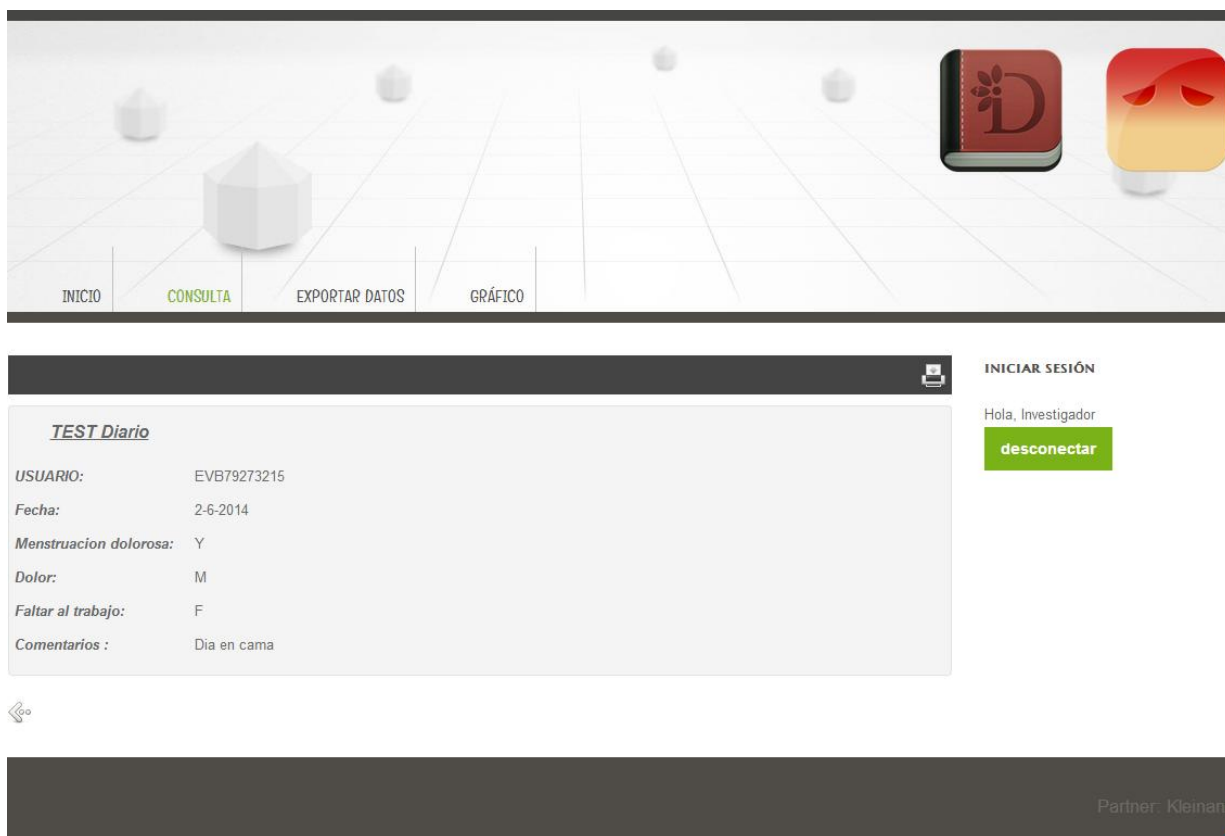 D
INICIO CONSULTA EXPORTAR DATOS GRÁFICO
INICIAR SESIÓN
Hola, Investigador
desconectar
TEST Diario
USUARIO: EVB79273215
Fecha: 2-6-2014
Menstruacion dolorosa: Y
Dolor: M
Faltar al trabajo: F
Comentarios : Dia en cama
Partner: Kleinan